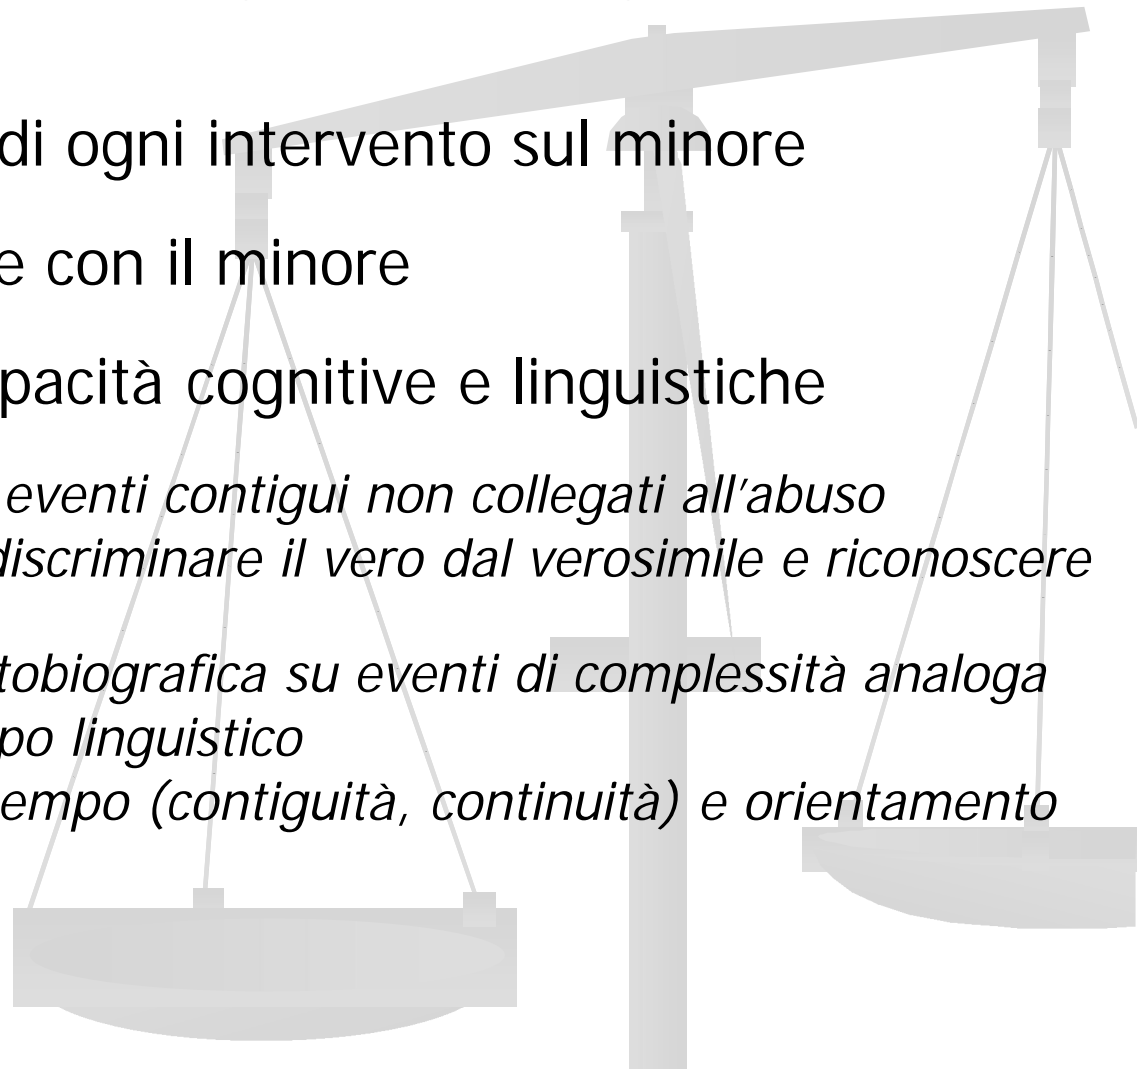 di ogni intervento sul minore
e con il minore
pacità cognitive e linguistiche
eventi contigui non collegati all'abuso
discriminare il vero dal verosimile e riconoscere
tobiografica su eventi di complessità analoga
po linguistico
empo (contiguità, continuità) e orientamento